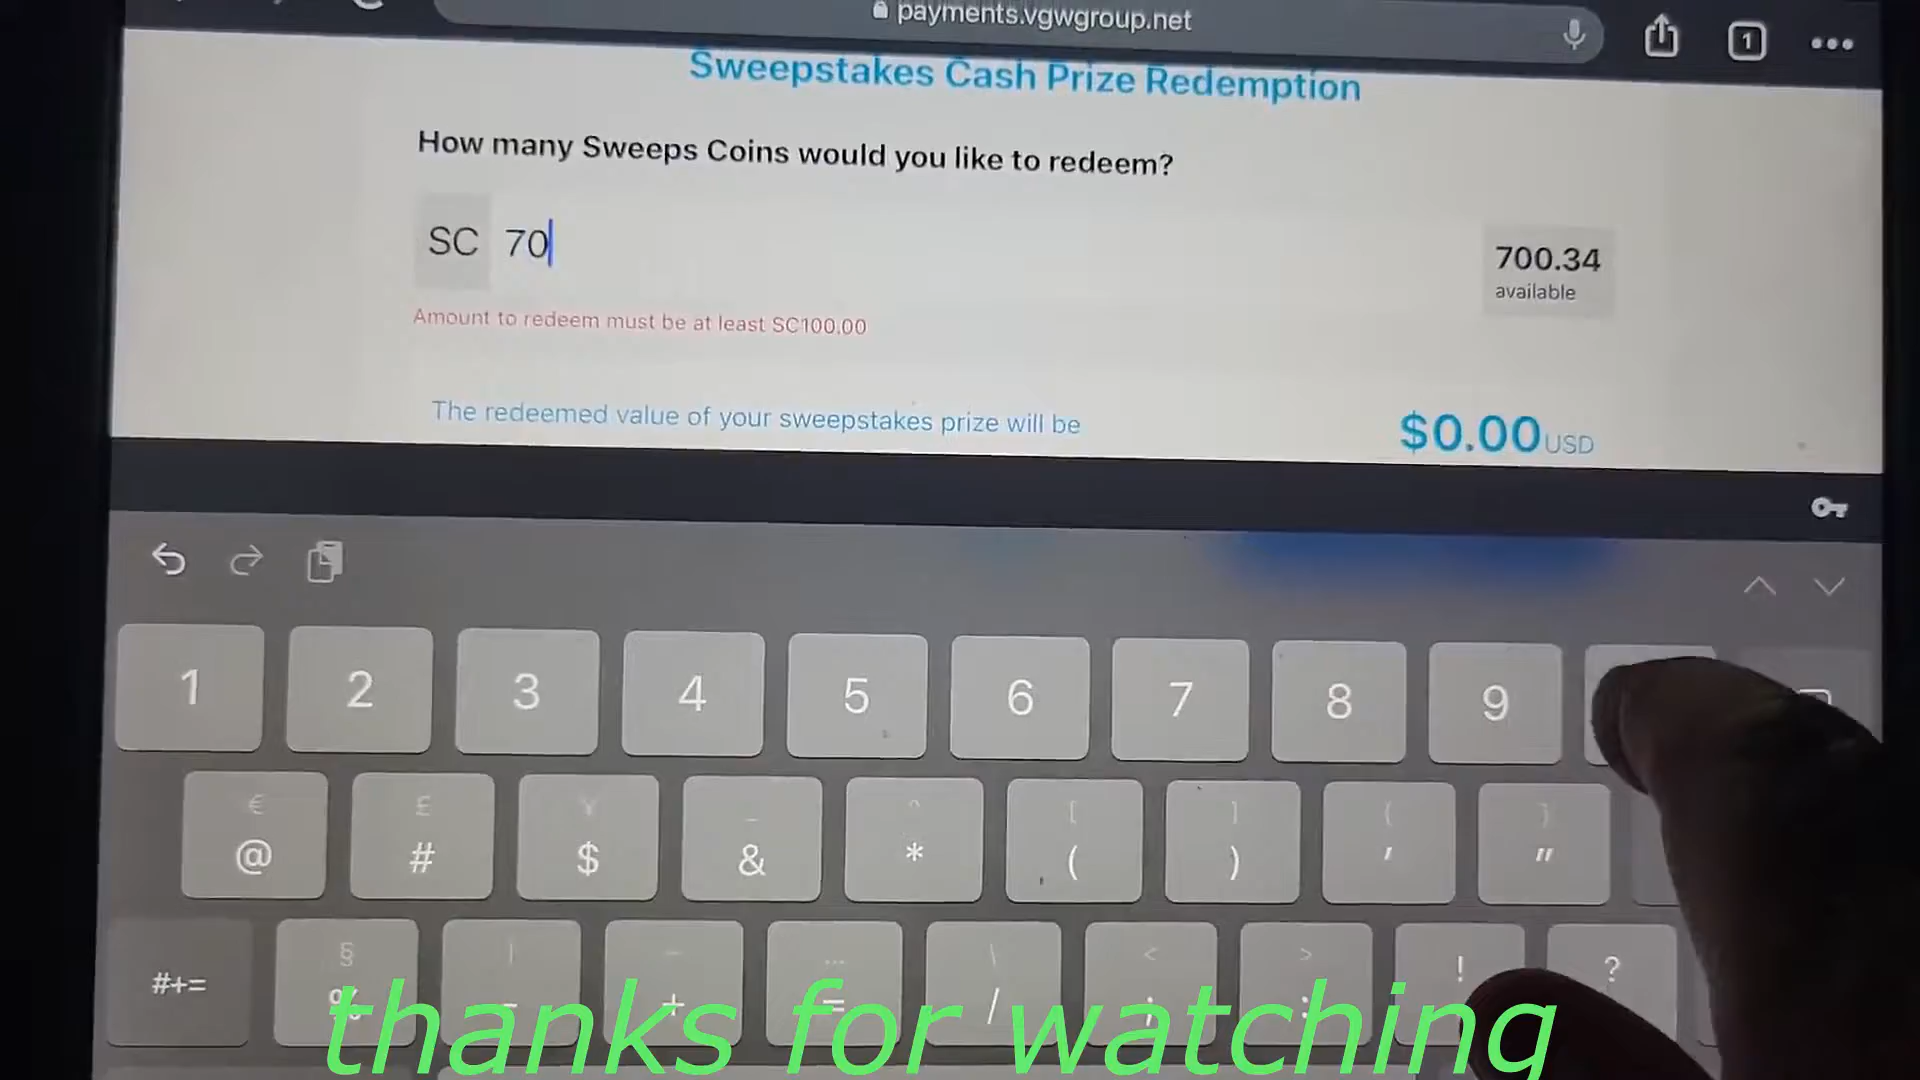 payments.vgwgroup.net
1
Sweepstakes Cash Prize Redemption
How many Sweeps Coins would you like to redeem?
SC 70
700.34
available
Amount to redeem must be at least SC100.00
The redeemed value of your sweepstakes prize will be
$0.00USD
1 2 3 4 5 6 7 8 9
€ £ ¥ _ ^ [ ] { }
@ # $ & * ( ) ' "
§ | ~ … \ < > ! ?
#+= % - + = / ; :
thanks for watching